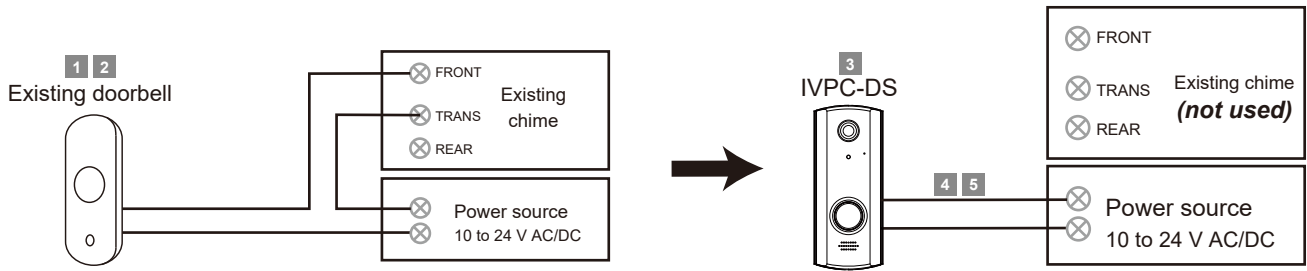 1 2
Existing doorbell
FRONT
TRANS
REAR
Existing
chime
Power source
10 to 24 V AC/DC
3
IVPC-DS
4 5
FRONT
TRANS
REAR
Existing chime
(not used)
Power source
10 to 24 V AC/DC